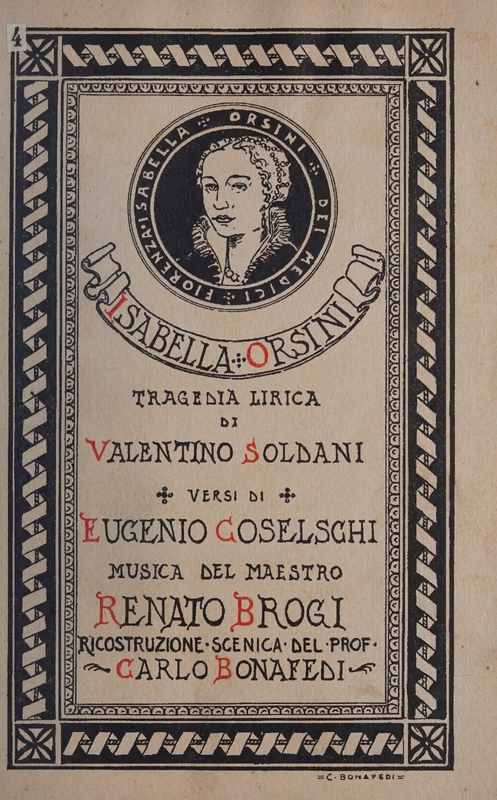 4
ISABELLA ORSINI DEI MEDICI FIORENZA
ISABELLA ORSINI
TRAGEDIA LIRICA
DI
VALENTINO SOLDANI
VERSI DI
EUGENIO COSELSCHI
MUSICA DEL MAESTRO
RENATO BROGI
RICOSTRUZIONE·SCENICA·DEL·PROF·
CARLO BONAFEDI
=C·BONAFEDI=